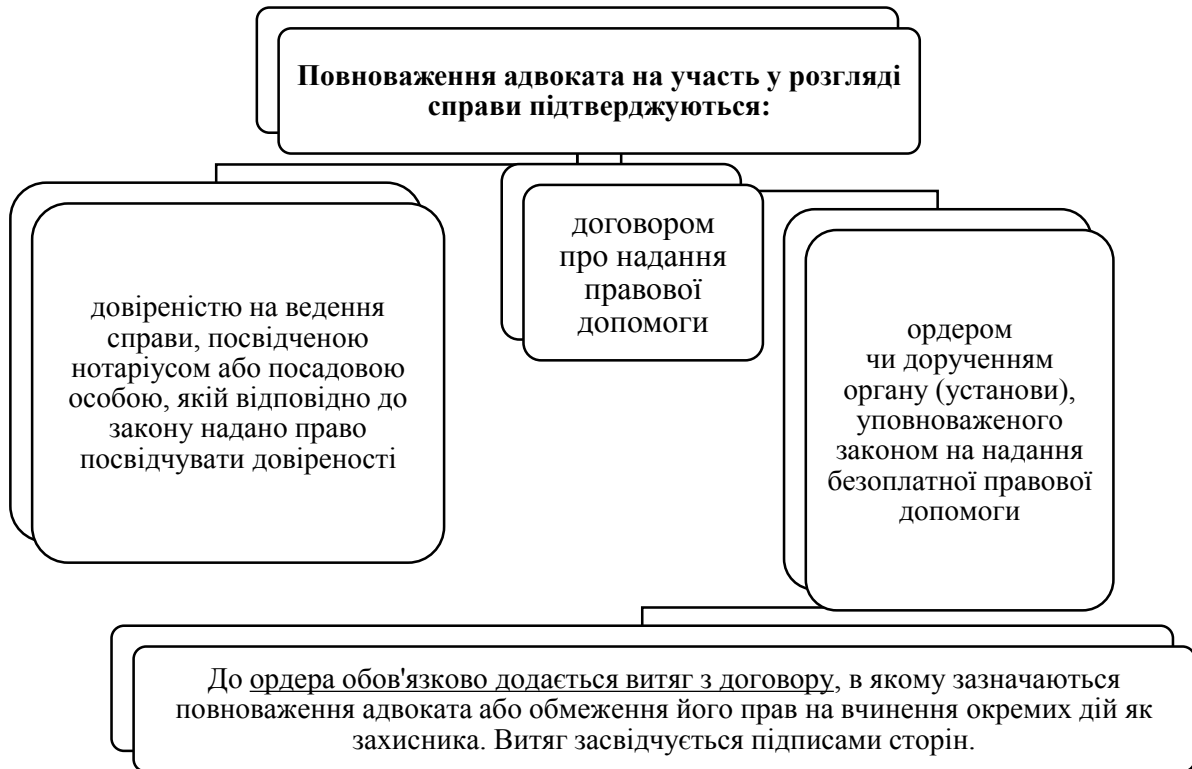 Повноваження адвоката на участь у розгляді
справи підтверджуються:
довіреністю на ведення
справи, посвідченою
нотаріусом або посадовою
особою, якій відповідно до
закону надано право
посвідчувати довіреності
договором
про надання
правової
допомоги
ордером
чи дорученням
органу (установи),
уповноваженого
законом на надання
безоплатної правової
допомоги
До ордера обов'язково додається витяг з договору, в якому зазначаються
повноваження адвоката або обмеження його прав на вчинення окремих дій як
захисника. Витяг засвідчується підписами сторін.